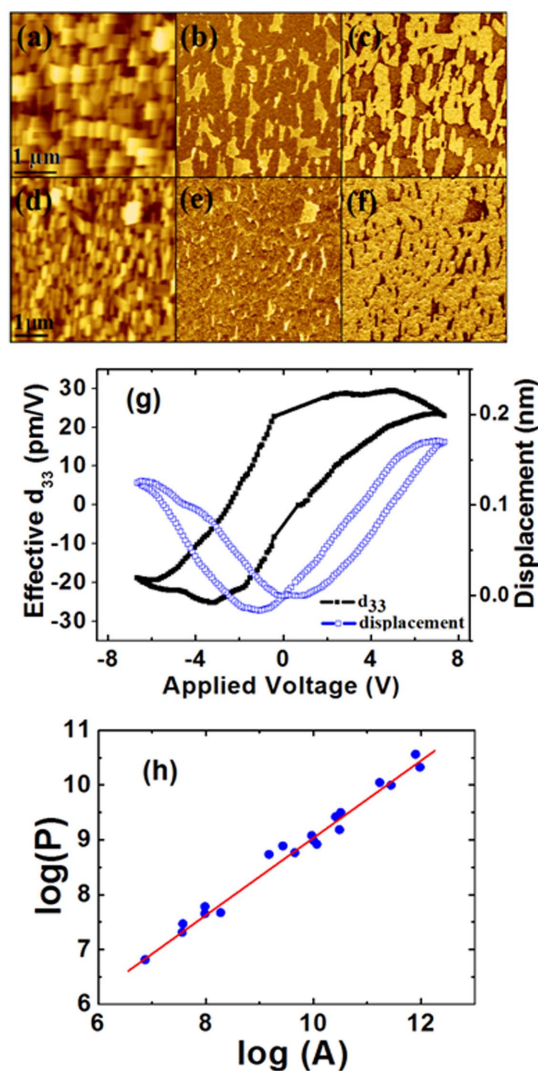 (a) (b) (c)
1 µm
(d) (e) (f)
1µm
(g)
Effective d33 (pm/V)
30
20
10
0
-10
-20
-30
Displacement (nm)
0.2
0.1
0.0
d33
displacement
-8 -4 0 4 8
Applied Voltage (V)
(h)
log(P)
11
10
9
8
7
6
6 8 10 12
log (A)